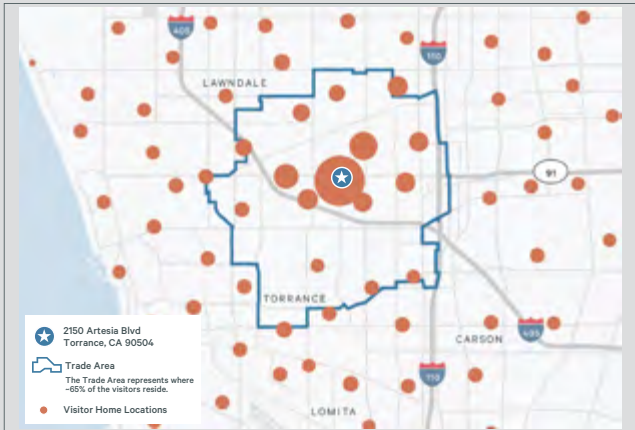 405
110
LAWNDALE
91
TORRANCE
2150 Artesia Blvd
Torrance, CA 90504
Trade Area
The Trade Area represents where
~65% of the visitors reside.
Visitor Home Locations
CARSON
405
110
LOMITA